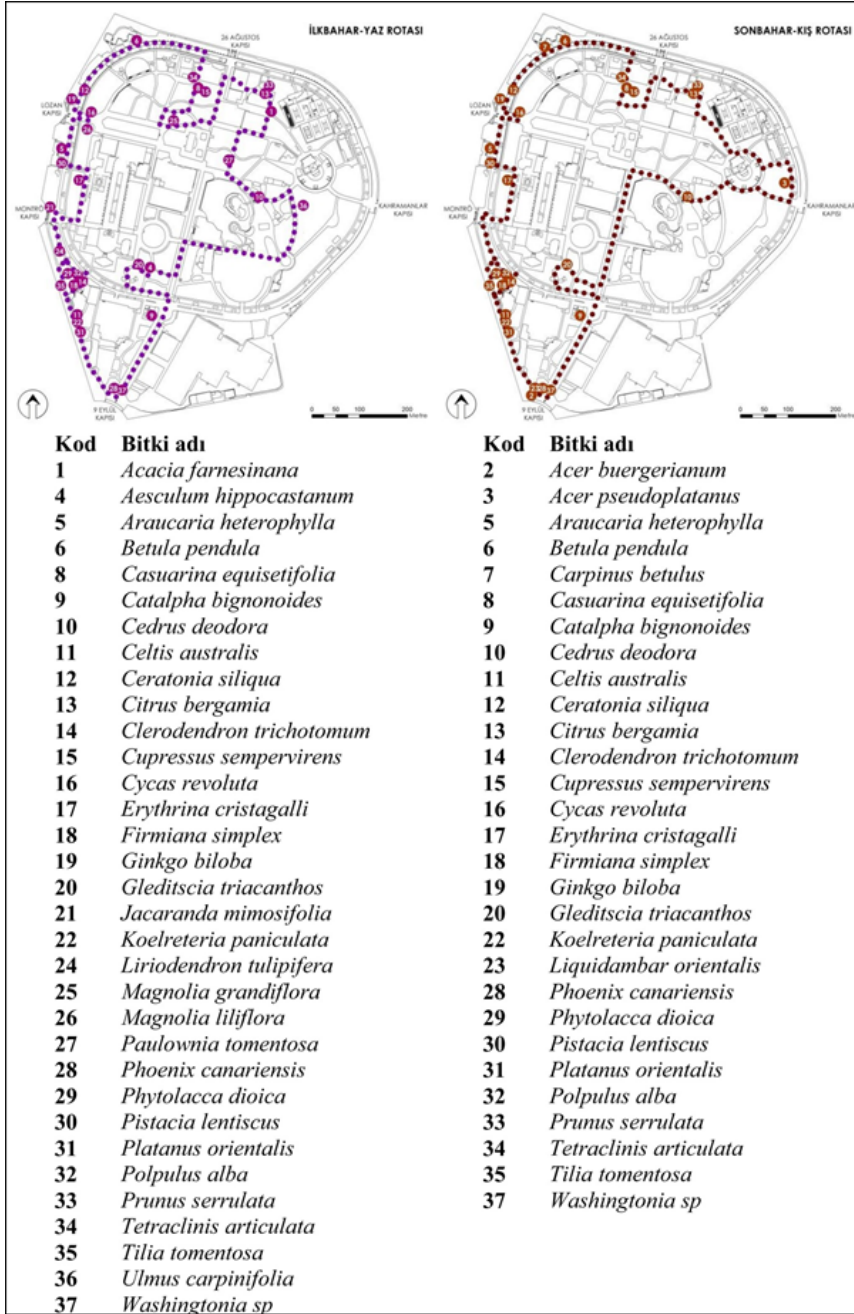 İLKBAHAR-YAZ ROTASI
26 AĞUSTOS
KAPISI
LOZAN
KAPISI
MONTRÖ
KAPISI
KAHRAMANLAR
KAPISI
9 EYLÜL
KAPISI
0 50 100 200
Metre
SONBAHAR-KIŞ ROTASI
26 AĞUSTOS
KAPISI
LOZAN
KAPISI
MONTRÖ
KAPISI
KAHRAMANLAR
KAPISI
9 EYLÜL
KAPISI
0 50 100 200
Metre
Kod Bitki adı
1 Acacia farnesinana
4 Aesculum hippocastanum
5 Araucaria heterophylla
6 Betula pendula
8 Casuarina equisetifolia
9 Catalpha bignonoides
10 Cedrus deodora
11 Celtis australis
12 Ceratonia siliqua
13 Citrus bergamia
14 Clerodendron trichotomum
15 Cupressus sempervirens
16 Cycas revoluta
17 Erythrina cristagalli
18 Firmiana simplex
19 Ginkgo biloba
20 Gleditscia triacanthos
21 Jacaranda mimosifolia
22 Koelreteria paniculata
24 Liriodendron tulipifera
25 Magnolia grandiflora
26 Magnolia liliflora
27 Paulownia tomentosa
28 Phoenix canariensis
29 Phytolacca dioica
30 Pistacia lentiscus
31 Platanus orientalis
32 Polpulus alba
33 Prunus serrulata
34 Tetraclinis articulata
35 Tilia tomentosa
36 Ulmus carpinifolia
37 Washingtonia sp
Kod Bitki adı
2 Acer buergerianum
3 Acer pseudoplatanus
5 Araucaria heterophylla
6 Betula pendula
7 Carpinus betulus
8 Casuarina equisetifolia
9 Catalpha bignonoides
10 Cedrus deodora
11 Celtis australis
12 Ceratonia siliqua
13 Citrus bergamia
14 Clerodendron trichotomum
15 Cupressus sempervirens
16 Cycas revoluta
17 Erythrina cristagalli
18 Firmiana simplex
19 Ginkgo biloba
20 Gleditscia triacanthos
22 Koelreteria paniculata
23 Liquidambar orientalis
28 Phoenix canariensis
29 Phytolacca dioica
30 Pistacia lentiscus
31 Platanus orientalis
32 Polpulus alba
33 Prunus serrulata
34 Tetraclinis articulata
35 Tilia tomentosa
37 Washingtonia sp